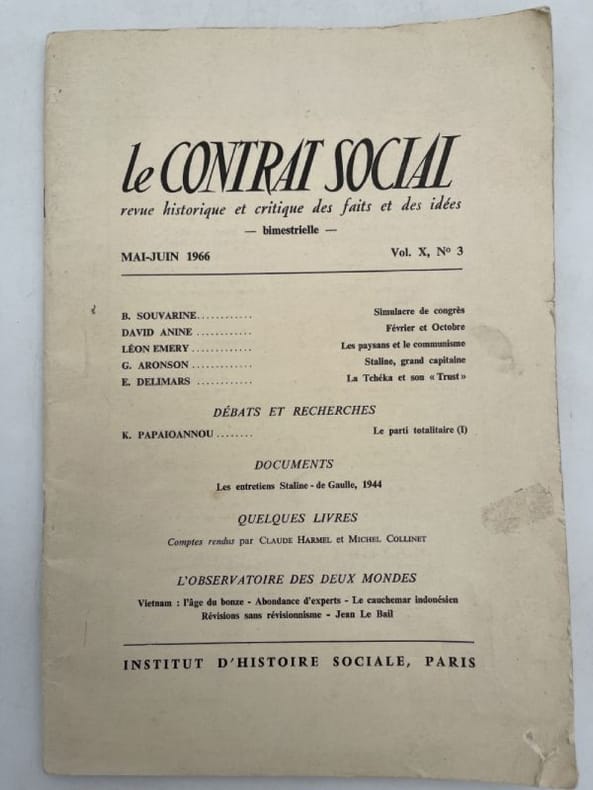 le CONTRAT SOCIAL
revue historique et critique des faits et des idées
— bimestrielle —
MAI-JUIN 1966 Vol. X, N° 3
B. SOUVARINE............ Simulacre de congrès
DAVID ANINE ............ Février et Octobre
LÉON EMERY............. Les paysans et le communisme
G. ARONSON ............. Staline, grand capitaine
E. DELIMARS ............ La Tchéka et son « Trust »
DÉBATS ET RECHERCHES
K. PAPAIOANNOU ........ Le parti totalitaire (I)
DOCUMENTS
Les entretiens Staline - de Gaulle, 1944
QUELQUES LIVRES
Comptes rendus par CLAUDE HARMEL et MICHEL COLLINET
L'OBSERVATOIRE DES DEUX MONDES
Vietnam : l'âge du bonze - Abondance d'experts - Le cauchemar indonésien
Révisions sans révisionnisme - Jean Le Bail
INSTITUT D'HISTOIRE SOCIALE, PARIS